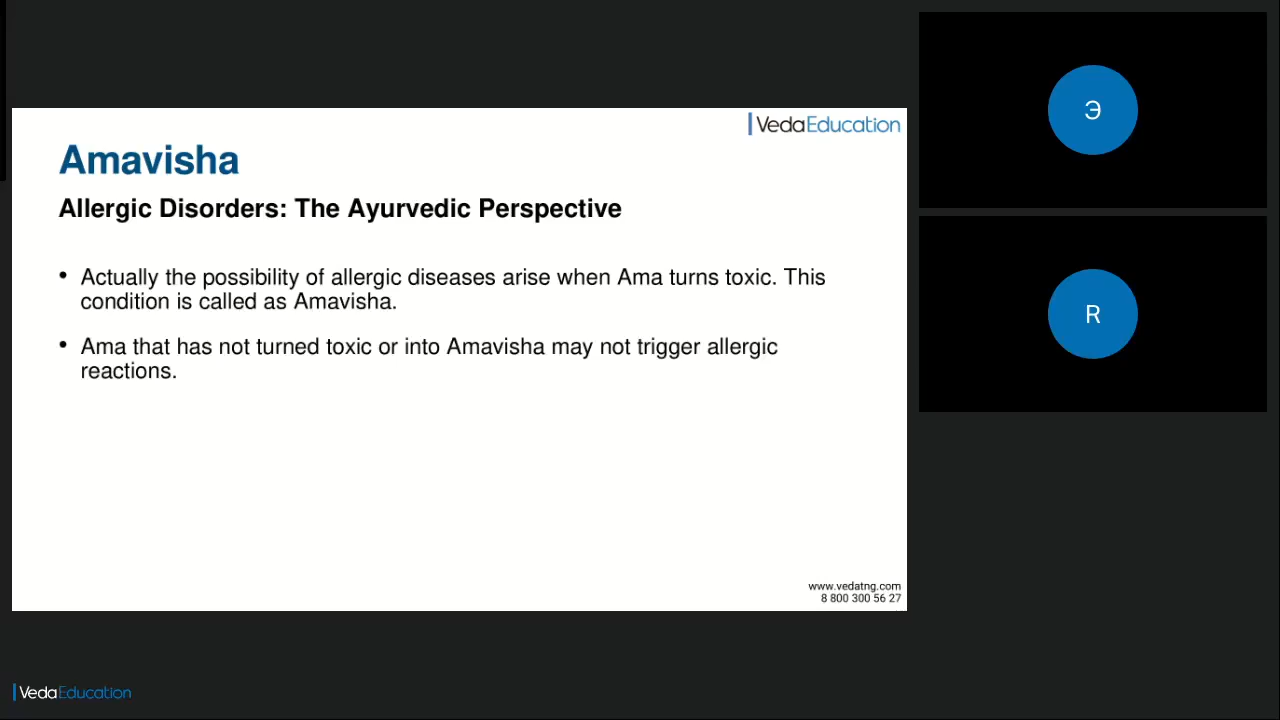 VedaEducation
Amavisha
Allergic Disorders: The Ayurvedic Perspective
• Actually the possibility of allergic diseases arise when Ama turns toxic. This
condition is called as Amavisha.
• Ama that has not turned toxic or into Amavisha may not trigger allergic
reactions.
www.vedatng.com
8 800 300 56 27
Э
R
VedaEducation